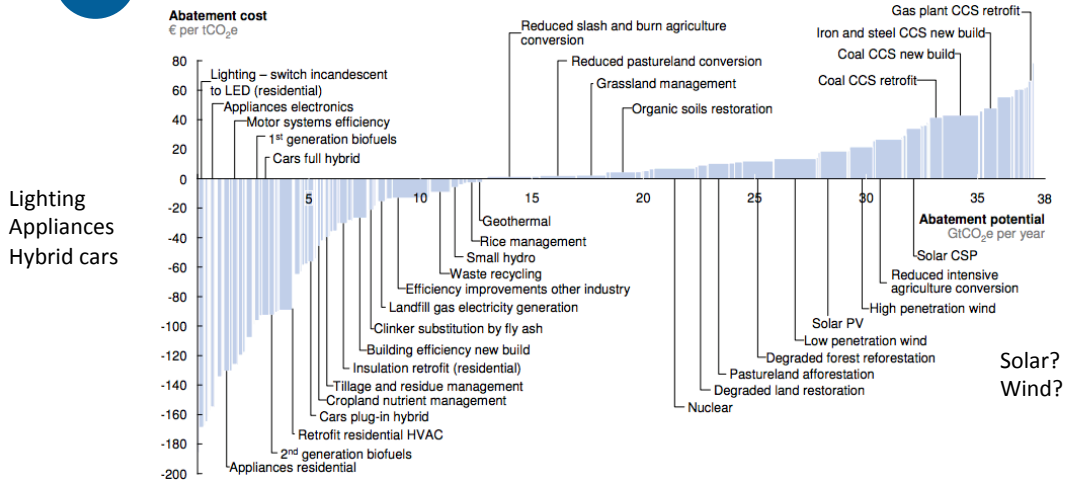 Abatement cost
€ per tCO₂e
80
60
40
20
0
-20
-40
-60
-80
-100
-120
-140
-160
-180
-200
Lighting – switch incandescent
to LED (residential)
Appliances electronics
Motor systems efficiency
1st generation biofuels
Cars full hybrid
Reduced slash and burn agriculture
conversion
Reduced pastureland conversion
Grassland management
Organic soils restoration
Gas plant CCS retrofit
Iron and steel CCS new build
Coal CCS new build
Coal CCS retrofit
5
10
15
20
25
30
35
38
Abatement potential
GtCO₂e per year
Lighting
Appliances
Hybrid cars
Geothermal
Rice management
Small hydro
Waste recycling
Efficiency improvements other industry
Landfill gas electricity generation
Clinker substitution by fly ash
Building efficiency new build
Insulation retrofit (residential)
Tillage and residue management
Cropland nutrient management
Cars plug-in hybrid
Retrofit residential HVAC
2nd generation biofuels
Appliances residential
Solar CSP
Reduced intensive
agriculture conversion
High penetration wind
Solar PV
Low penetration wind
Degraded forest reforestation
Pastureland afforestation
Degraded land restoration
Nuclear
Solar?
Wind?